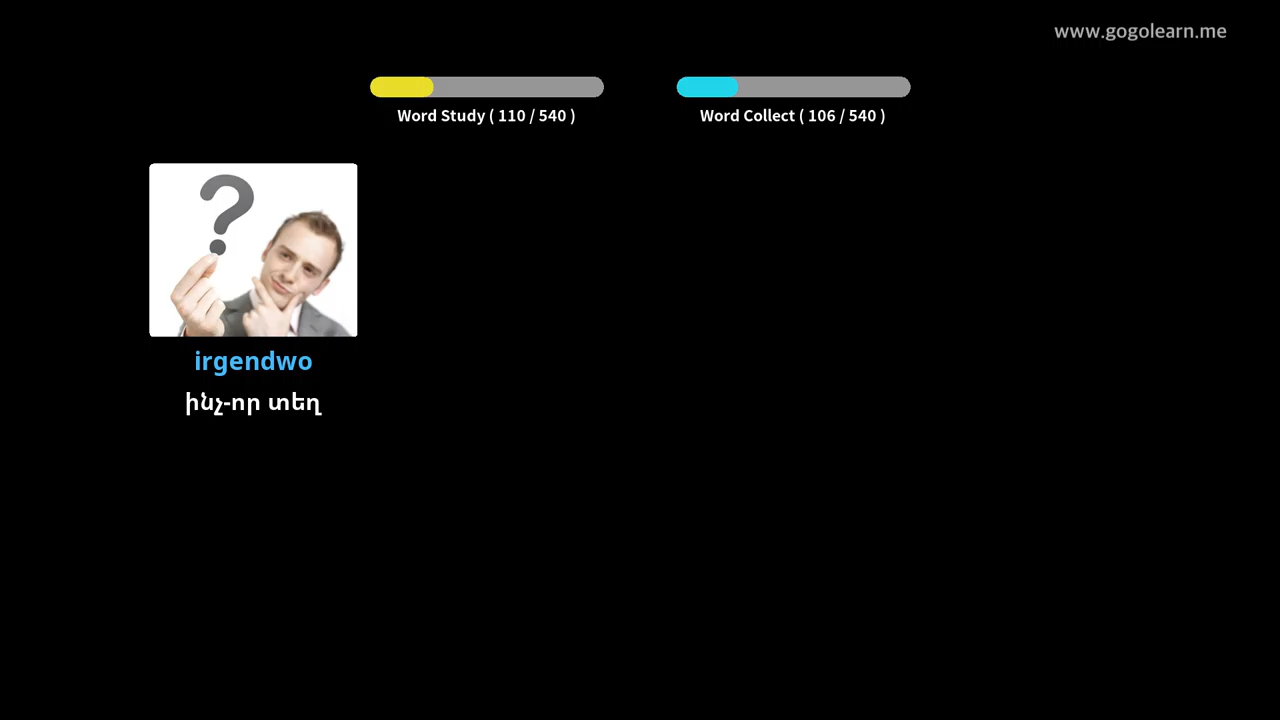 www.gogolearn.me
Word Study ( 110 / 540 )
Word Collect ( 106 / 540 )
?
irgendwo
ինչ-որ տեղ